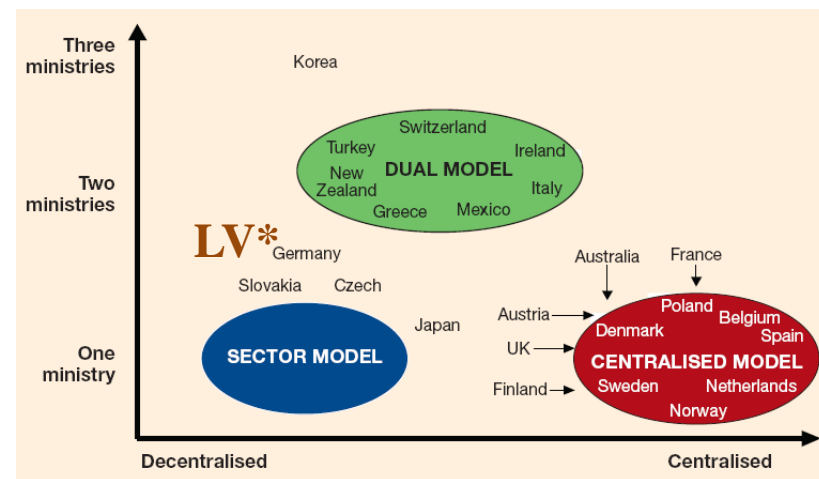 Three
ministries
Korea
Switzerland
Turkey
Ireland
DUAL MODEL
New
Zealand
Italy
Two
ministries
Greece
Mexico
LV*
Germany
Australia
France
Slovakia
Czech
Poland
Austria
Belgium
Japan
Denmark
Spain
UK
One
ministry
SECTOR MODEL
CENTRALISED MODEL
Finland
Sweden
Netherlands
Norway
Decentralised
Centralised